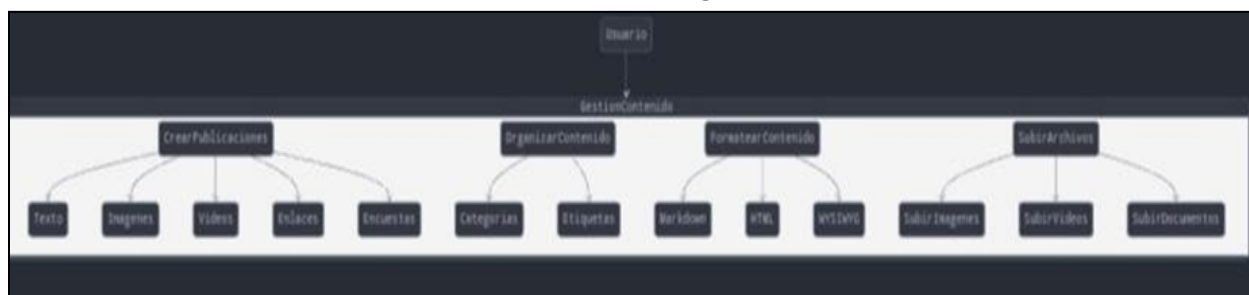 Usuario
GestionContenido
CrearPublicaciones OrganizarContenido FormatearContenido SubirArchivos
Texto Imagenes Videos Enlaces Encuestas Categorias Etiquetas Markdown HTML WYSIWYG SubirImagenes SubirVideos SubirDocumentos